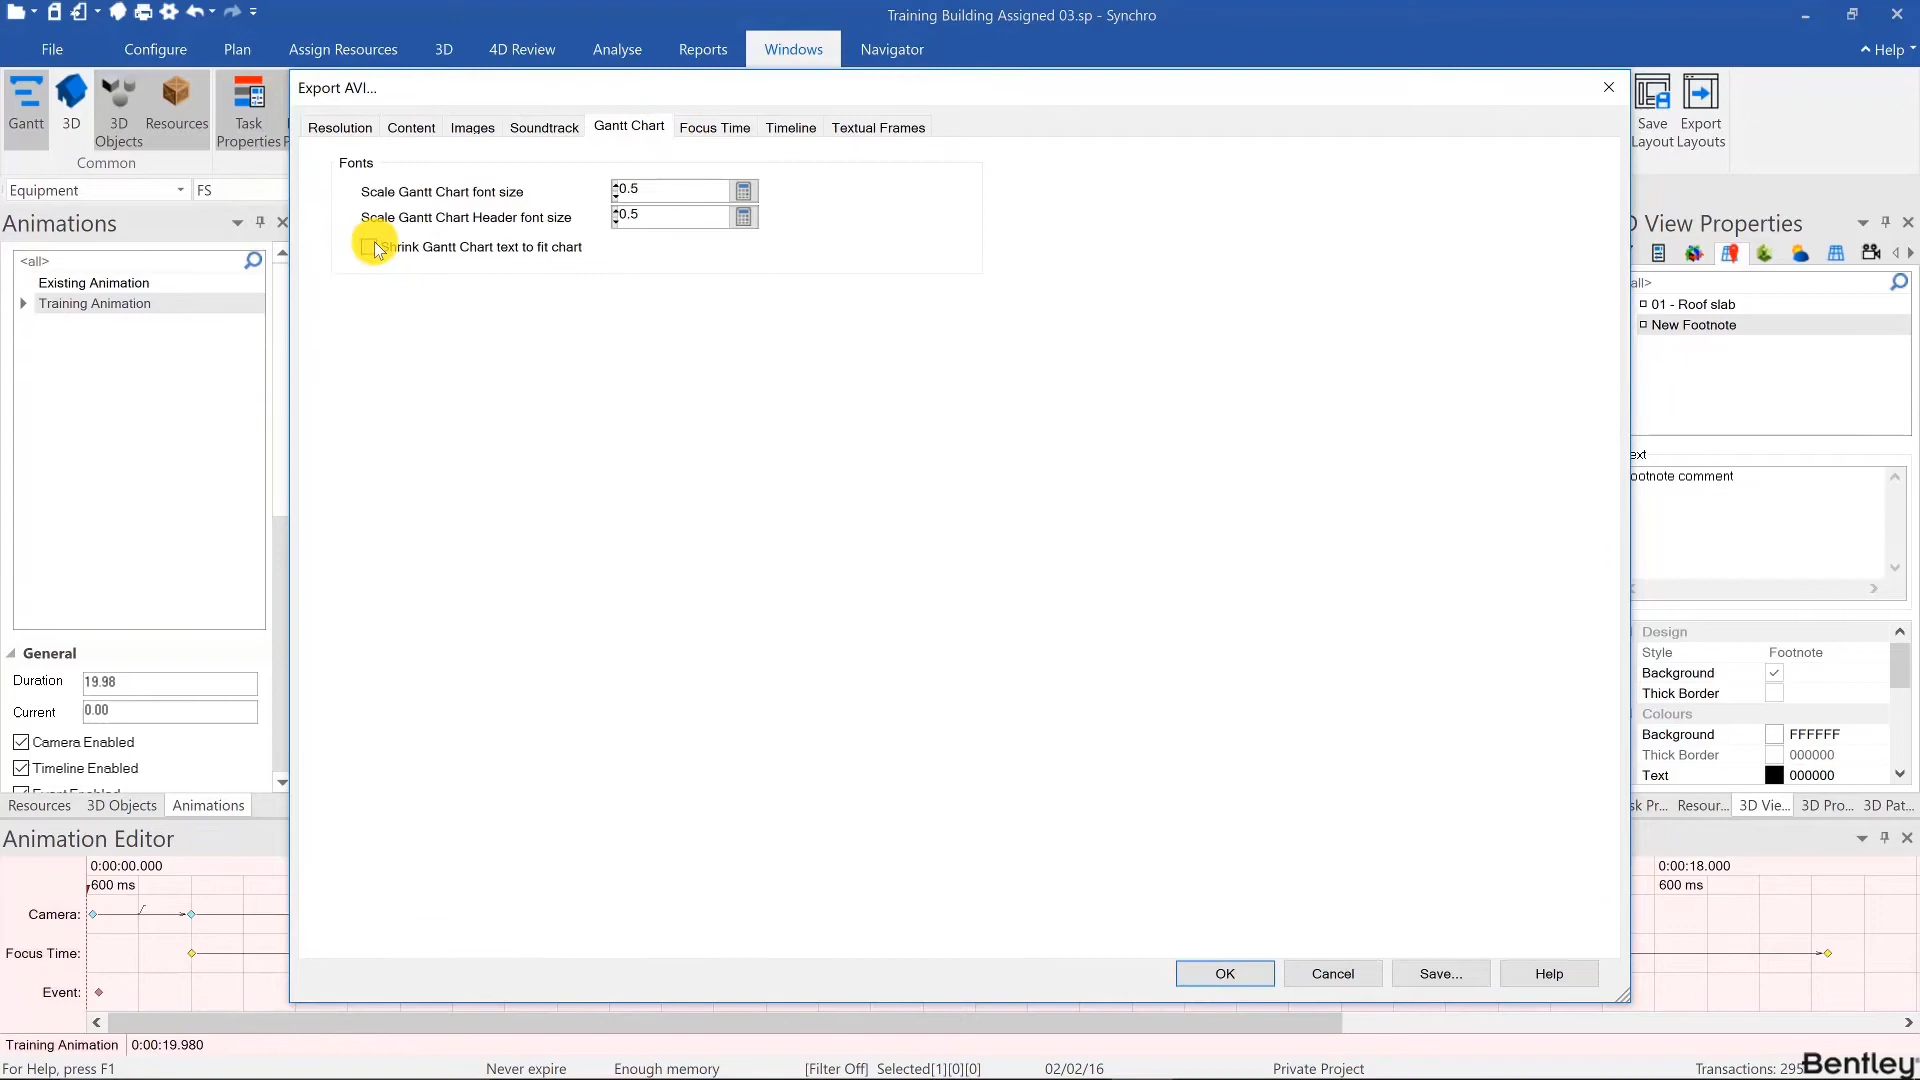 Training Building Assigned 03.sp - Synchro
File Configure Plan Assign Resources 3D 4D Review Analyse Reports Windows Navigator Help
Gantt 3D 3D Objects Resources Task Properties
Save Layout Export Layouts
Common
Equipment FS
Export AVI...
Resolution Content Images Soundtrack Gantt Chart Focus Time Timeline Textual Frames
Fonts
Scale Gantt Chart font size 0.5
Scale Gantt Chart Header font size 0.5
Shrink Gantt Chart text to fit chart
OK Cancel Save... Help
Animations
<all>
Existing Animation
Training Animation
General
Duration 19.98
Current 0.00
Camera Enabled
Timeline Enabled
Resources 3D Objects Animations
D View Properties
all>
01 - Roof slab
New Footnote
ext
ootnote comment
Design
Style Footnote
Background
Thick Border
Colours
Background FFFFFF
Thick Border 000000
Text 000000
sk Pr... Resour... 3D Vie... 3D Pro... 3D Pat...
Animation Editor
0:00:00.000 0:00:18.000
600 ms 600 ms
Camera:
Focus Time:
Event:
Training Animation 0:00:19.980
For Help, press F1 Never expire Enough memory [Filter Off] Selected[1][0][0] 02/02/16 Private Project Transactions: 295
Bentley